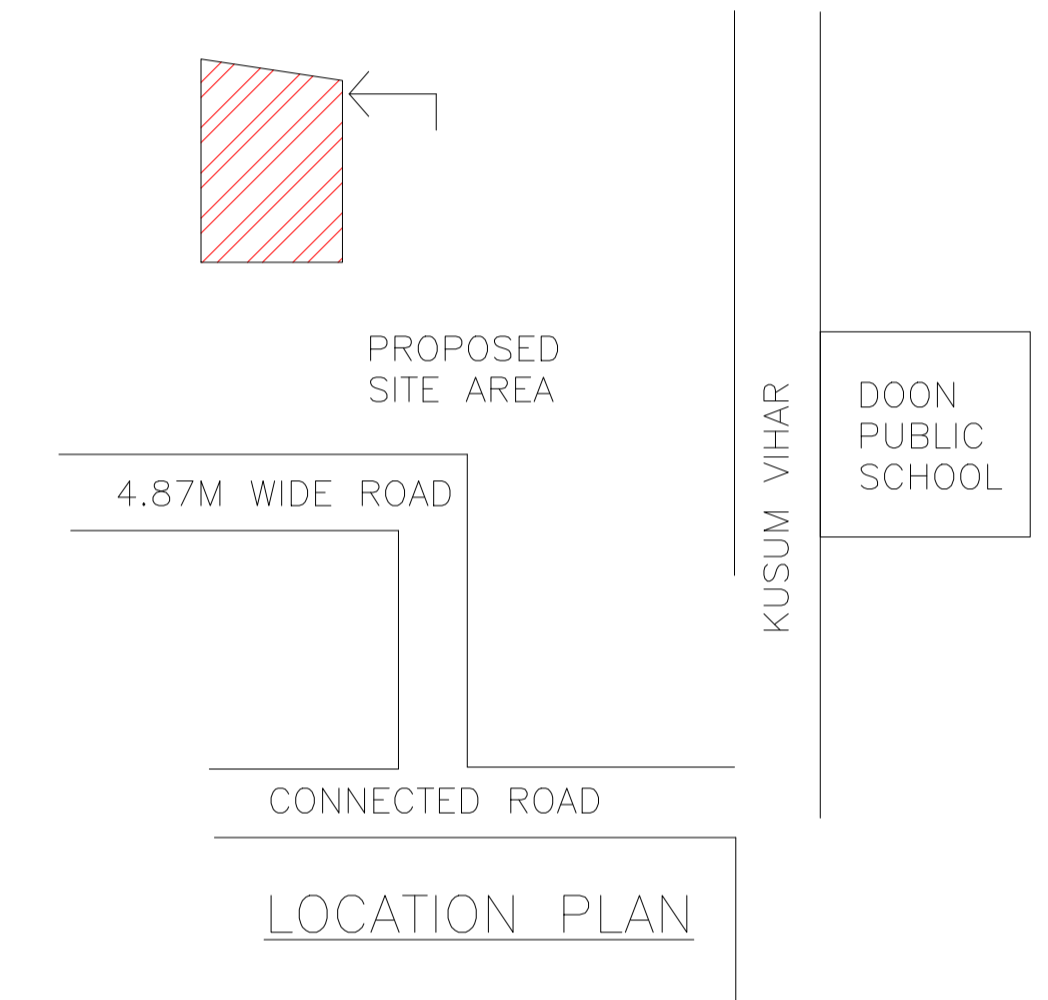 PROPOSED
SITE AREA
DOON
PUBLIC
SCHOOL
KUSUM VIHAR
4.87M WIDE ROAD
CONNECTED ROAD
LOCATION PLAN